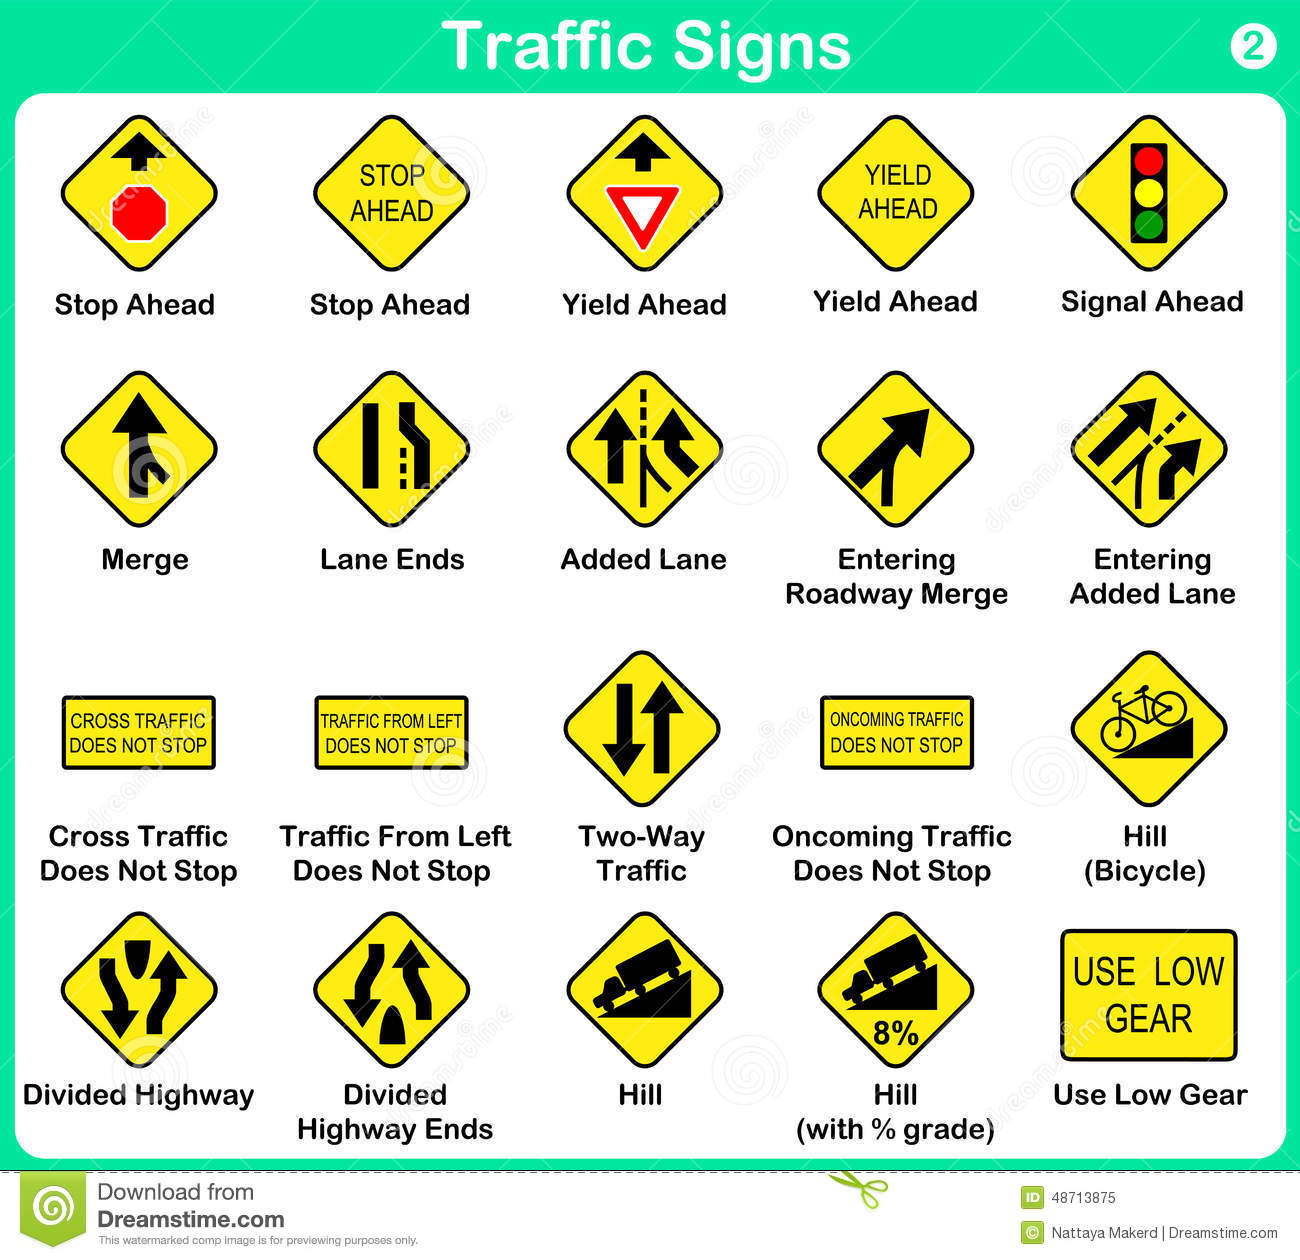 Traffic Signs
2
STOP
AHEAD
YIELD
AHEAD
Stop Ahead
Stop Ahead
Yield Ahead
Yield Ahead
Signal Ahead
Merge
Lane Ends
Added Lane
Entering
Roadway Merge
Entering
Added Lane
CROSS TRAFFIC
DOES NOT STOP
TRAFFIC FROM LEFT
DOES NOT STOP
ONCOMING TRAFFIC
DOES NOT STOP
Cross Traffic
Does Not Stop
Traffic From Left
Does Not Stop
Two-Way
Traffic
Oncoming Traffic
Does Not Stop
Hill
(Bicycle)
8%
USE LOW
GEAR
Divided Highway
Divided
Highway Ends
Hill
Hill
(with % grade)
Use Low Gear
Download from
Dreamstime.com
This watermarked comp image is for previewing purposes only.
ID 48713875
© Nattaya Makerd | Dreamstime.com